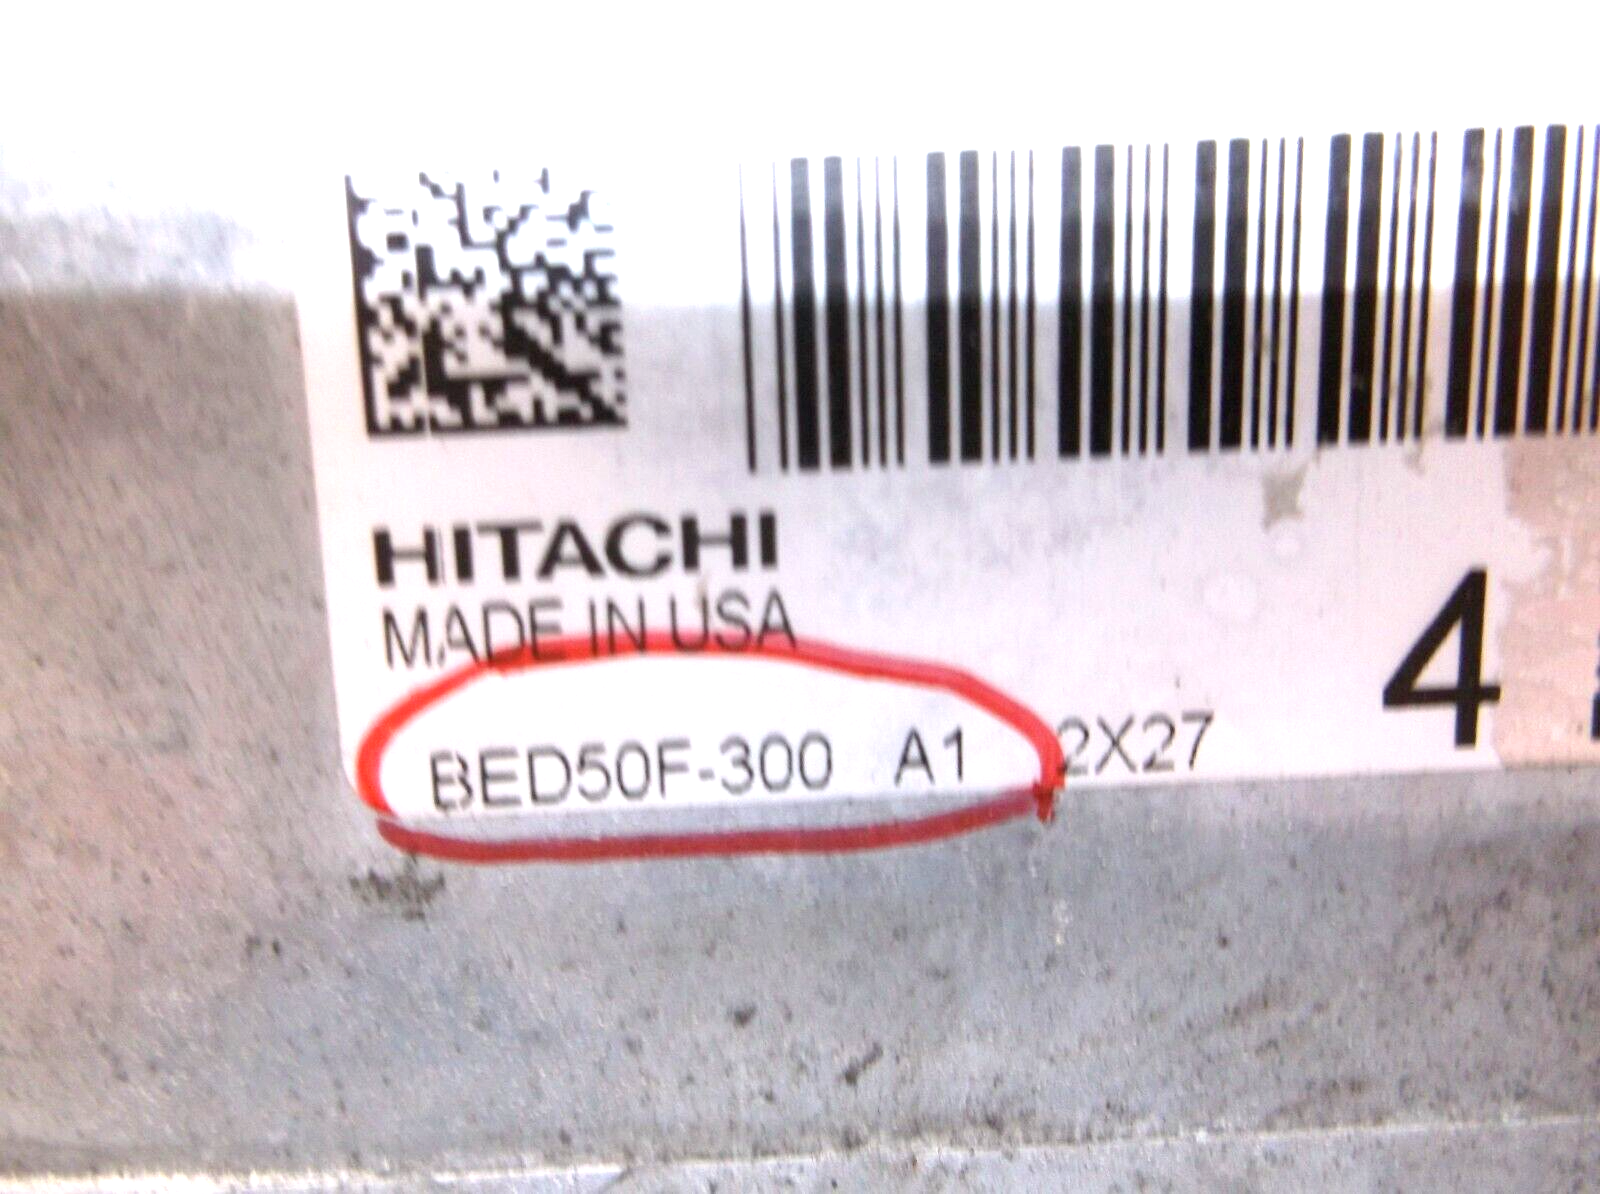 HITACHI
MADE IN USA
BED50F-300 A1 2X27
4